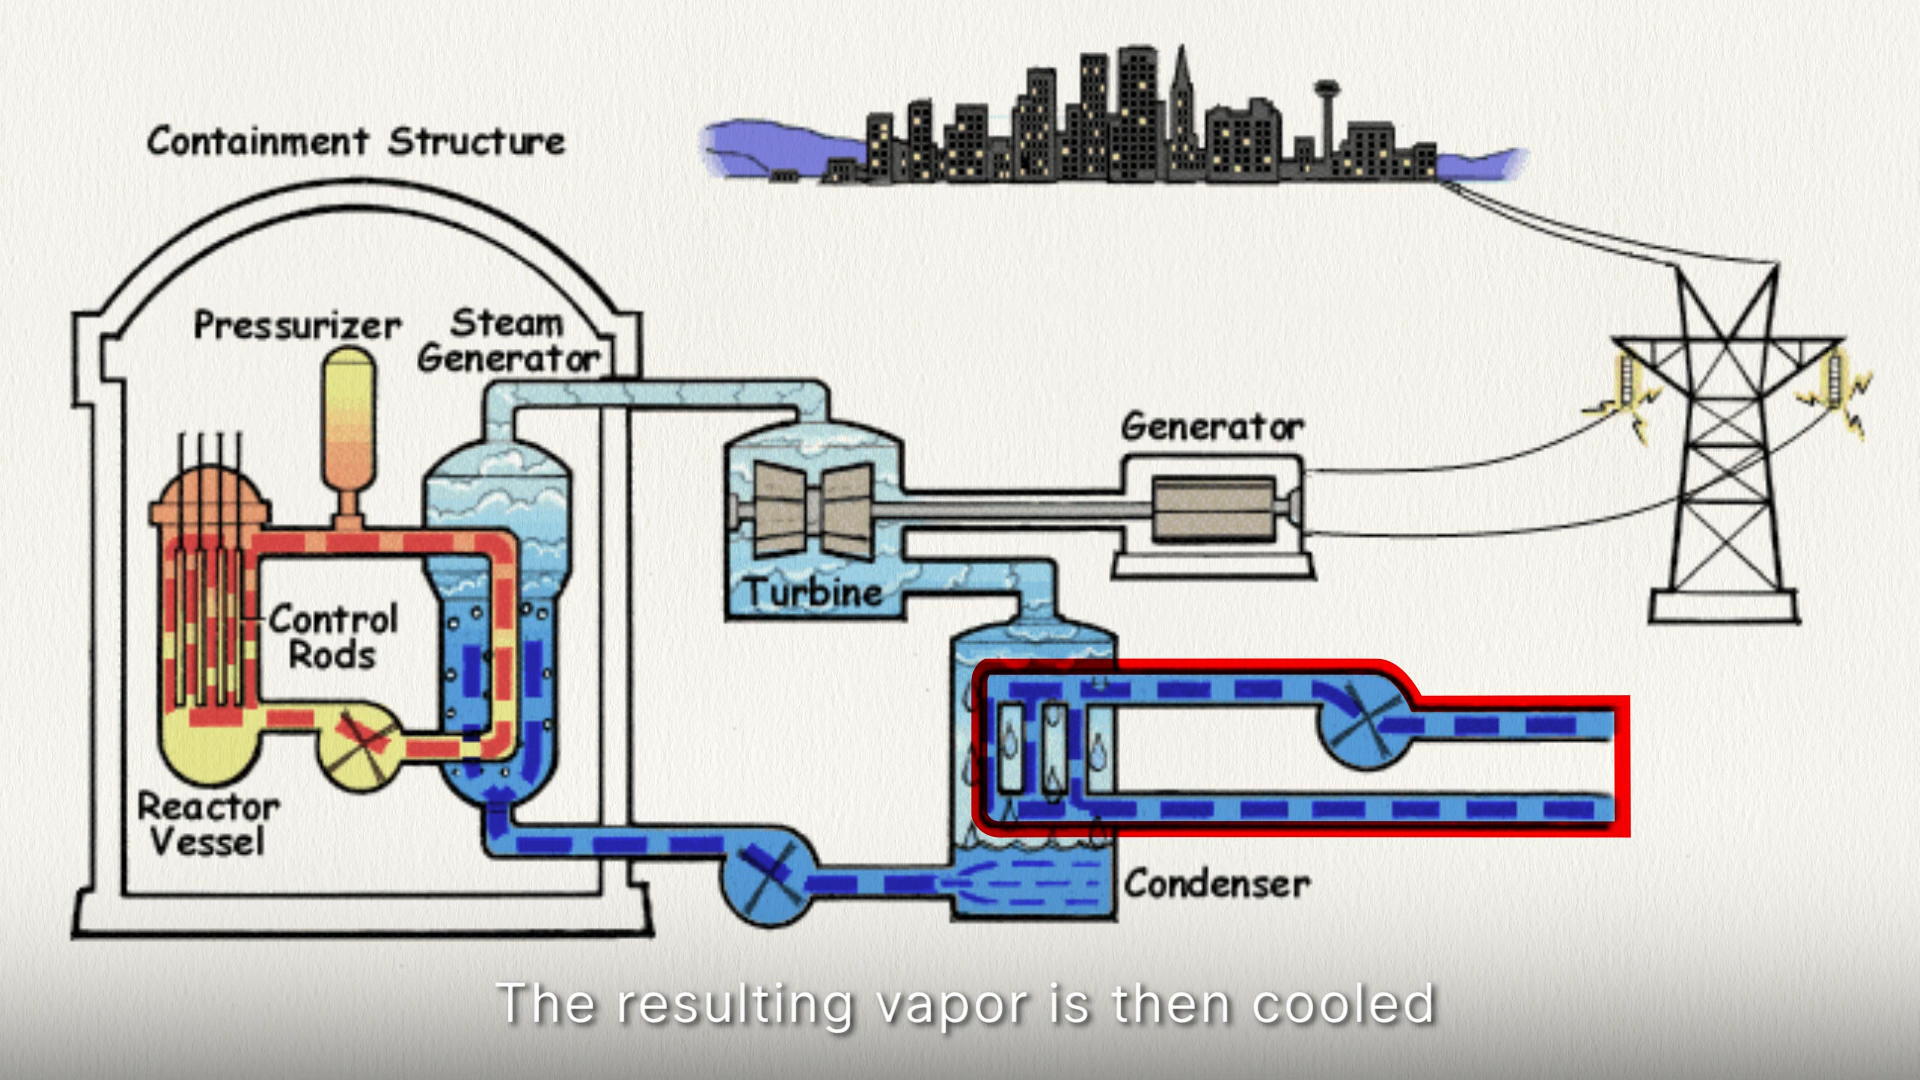 Containment Structure
Pressurizer
Steam
Generator
Generator
Turbine
Control
Rods
Reactor
Vessel
Condenser
The resulting vapor is then cooled